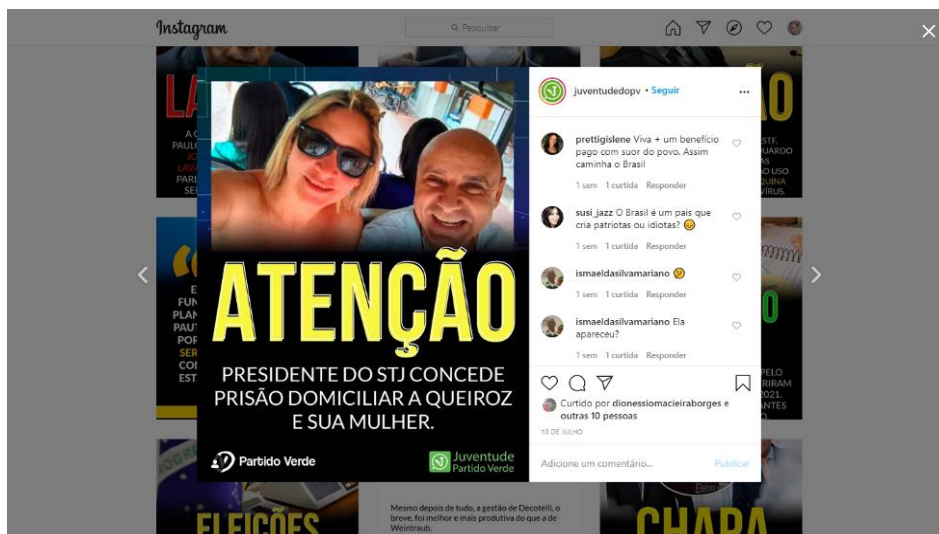 Instagram
Pesquisar
ATENÇÃO
PRESIDENTE DO STJ CONCEDE
PRISÃO DOMICILIAR A QUEIROZ
E SUA MULHER.
Partido Verde
Juventude
Partido Verde
juventudedopv • Seguir
prettigislene Viva + um benefício
pago com suor do povo. Assim
caminha o Brasil
1 sem 1 curtida Responder
susi_jazz O Brasil é um pais que
cria patriotas ou idiotas?
1 sem 1 curtida Responder
ismaeldasilvamariano
1 sem 1 curtida Responder
ismaeldasilvamariano Ela
apareceu?
1 sem 1 curtida Responder
Curtido por dionessiomacieiraborges e
outras 10 pessoas
10 DE JULHO
Adicione um comentário...
Publicar
ELEIÇÕES
Mesmo depois de tudo, a gestão de Decotelli, o
breve, foi melhor e mais produtiva do que a de
Weintraub.
CHAPA